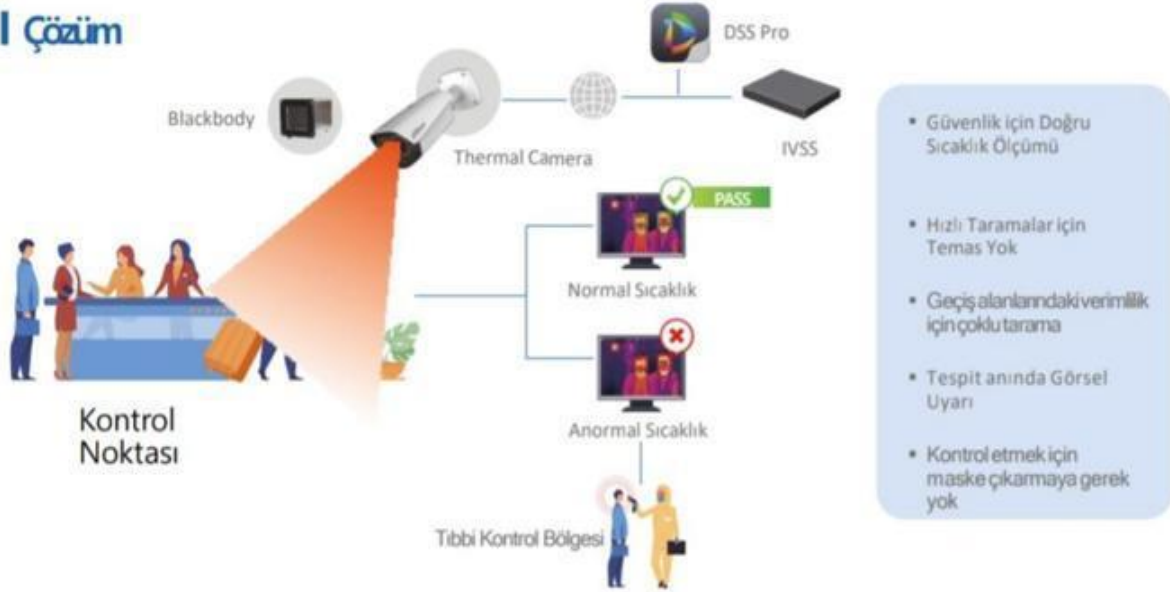 Çözüm
DSS Pro
Blackbody
Thermal Camera
IVSS
PASS
Normal Sıcaklık
Anormal Sıcaklık
Kontrol
Noktası
Tıbbi Kontrol Bölgesi
• Güvenlik için Doğru
Sıcaklık Ölçümü
• Hızlı Taramalar için
Temas Yok
• Geçiş alanlarındaki verimlilik
için çoklu tarama
• Tespit anında Görsel
Uyarı
• Kontrol etmek için
maske çıkarmaya gerek
yok